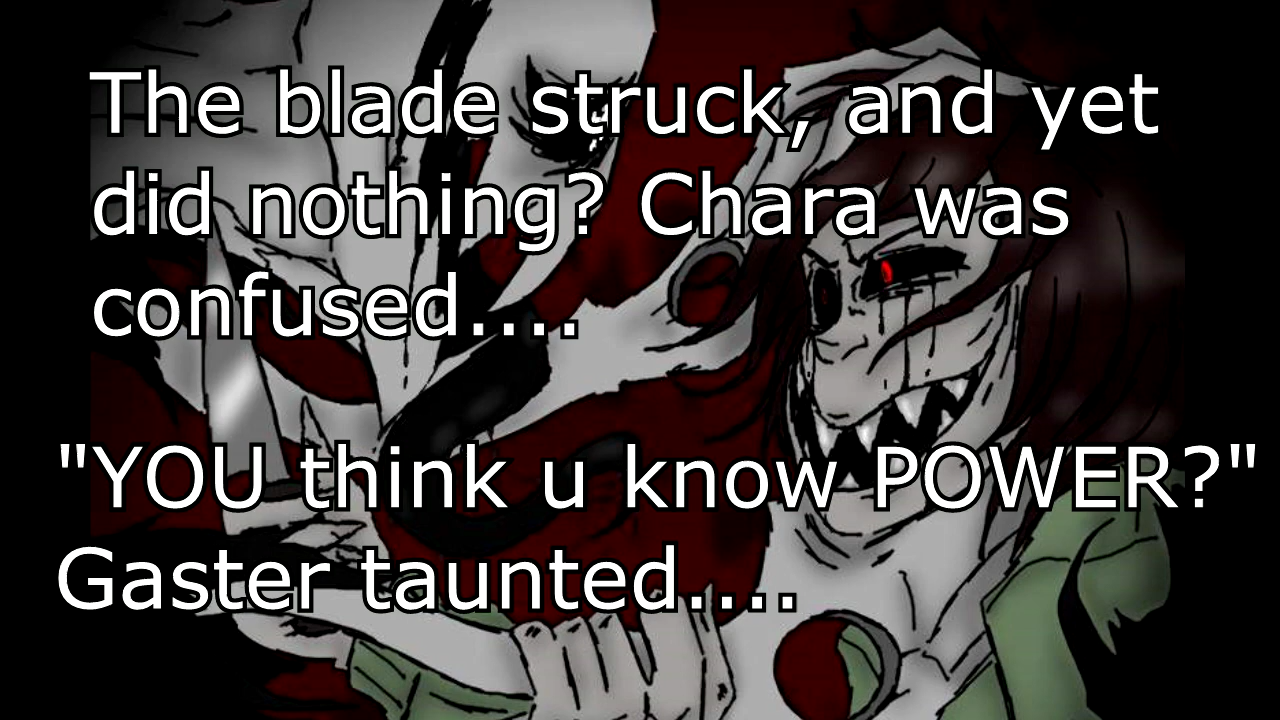 The blade struck, and yet
did nothing? Chara was
confused....
"YOU think u know POWER?"
Gaster taunted....